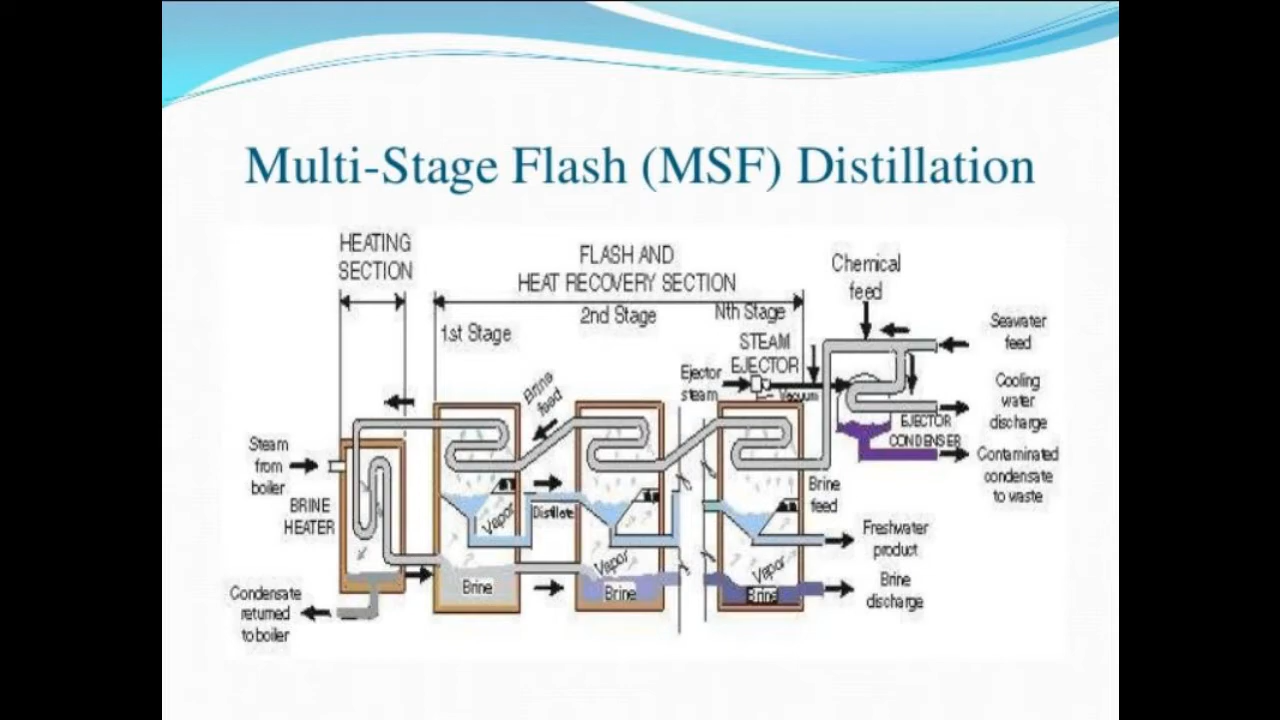 Multi-Stage Flash (MSF) Distillation
HEATING
SECTION
FLASH AND
HEAT RECOVERY SECTION
1st Stage
2nd Stage
Nth Stage
Chemical
feed
Seawater
feed
STEAM
EJECTOR
Ejector
steam
Vacuum
Cooling
water
discharge
EJECTOR
CONDENSER
Contaminated
condensate
to waste
Brine
feed
Steam
from
boiler
BRINE
HEATER
Brine
feed
Vapor
Distillate
Vapor
Vapor
Freshwater
product
Brine
Brine
Brine
Brine
discharge
Condensate
returned
to boiler